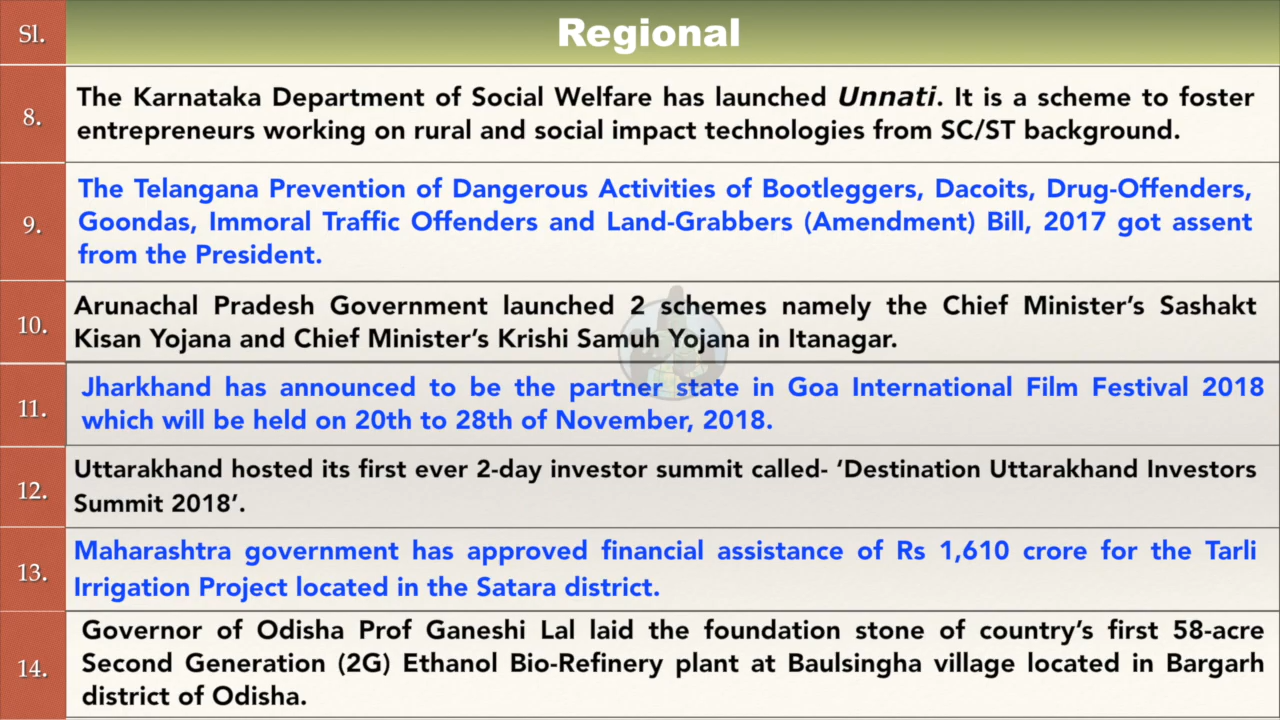 Sl.
Regional
8.
The Karnataka Department of Social Welfare has launched Unnati. It is a scheme to foster
entrepreneurs working on rural and social impact technologies from SC/ST background.
9.
The Telangana Prevention of Dangerous Activities of Bootleggers, Dacoits, Drug-Offenders,
Goondas, Immoral Traffic Offenders and Land-Grabbers (Amendment) Bill, 2017 got assent
from the President.
10.
Arunachal Pradesh Government launched 2 schemes namely the Chief Minister’s Sashakt
Kisan Yojana and Chief Minister’s Krishi Samuh Yojana in Itanagar.
11.
Jharkhand has announced to be the partner state in Goa International Film Festival 2018
which will be held on 20th to 28th of November, 2018.
12.
Uttarakhand hosted its first ever 2-day investor summit called- ‘Destination Uttarakhand Investors
Summit 2018’.
13.
Maharashtra government has approved financial assistance of Rs 1,610 crore for the Tarli
Irrigation Project located in the Satara district.
14.
Governor of Odisha Prof Ganeshi Lal laid the foundation stone of country’s first 58-acre
Second Generation (2G) Ethanol Bio-Refinery plant at Baulsingha village located in Bargarh
district of Odisha.